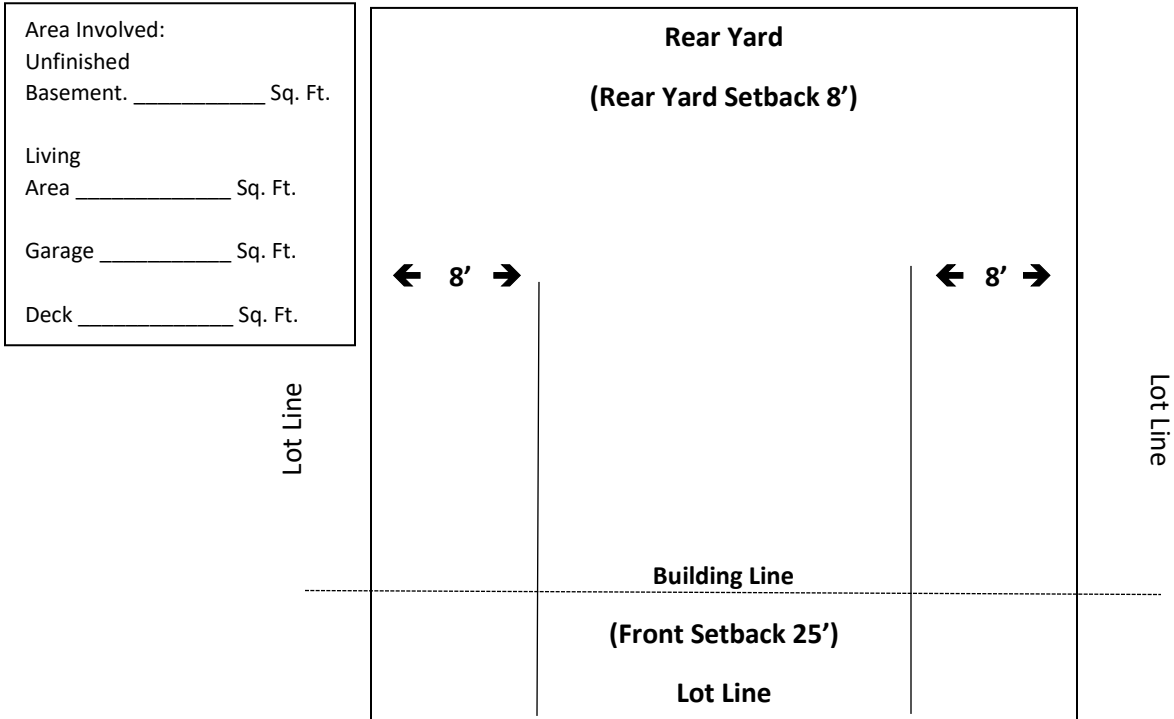 Area Involved:
Unfinished
Basement. ___________ Sq. Ft.
Living
Area _____________ Sq. Ft.
Garage ___________ Sq. Ft.
Deck _____________ Sq. Ft.
Rear Yard
(Rear Yard Setback 8’)
🡸 8’ 🡺
🡸 8’ 🡺
Lot Line
Lot Line
Building Line
(Front Setback 25’)
Lot Line